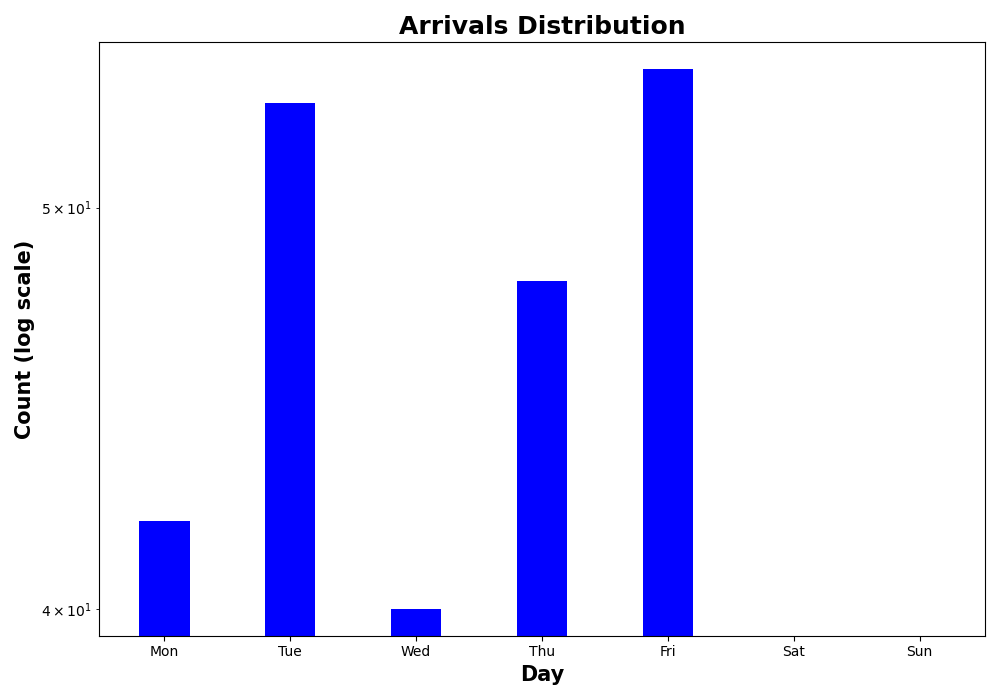 Arrivals Distribution
Count (log scale)
5 × 10¹
4 × 10¹
Mon Tue Wed Thu Fri Sat Sun
Day